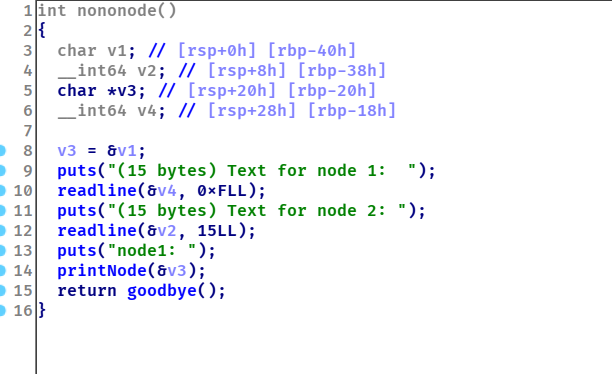 1 int nononode()
2 {
3 char v1; // [rsp+0h] [rbp-40h]
4 __int64 v2; // [rsp+8h] [rbp-38h]
5 char *v3; // [rsp+20h] [rbp-20h]
6 __int64 v4; // [rsp+28h] [rbp-18h]
7
8 v3 = &v1;
9 puts("(15 bytes) Text for node 1:  ");
10 readline(&v4, 0xFLL);
11 puts("(15 bytes) Text for node 2: ");
12 readline(&v2, 15LL);
13 puts("node1: ");
14 printNode(&v3);
15 return goodbye();
16 }